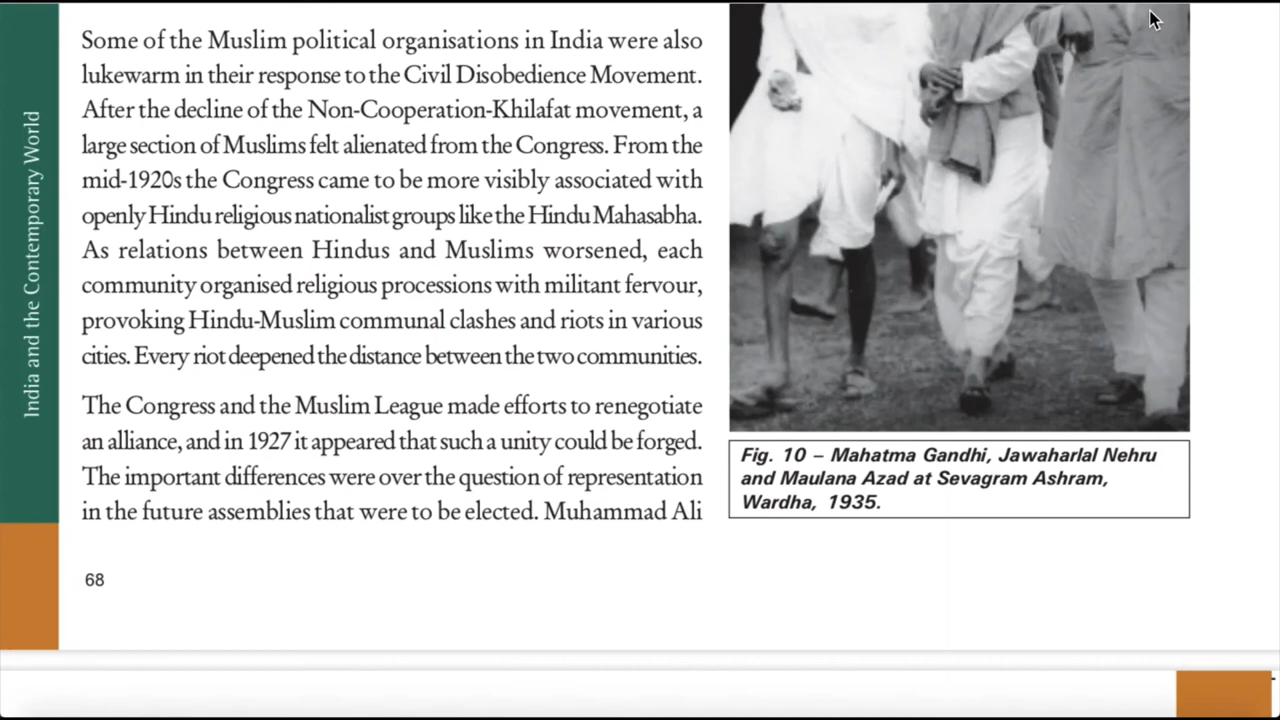 India and the Contemporary World
Some of the Muslim political organisations in India were also
lukewarm in their response to the Civil Disobedience Movement.
After the decline of the Non-Cooperation-Khilafat movement, a
large section of Muslims felt alienated from the Congress. From the
mid-1920s the Congress came to be more visibly associated with
openly Hindu religious nationalist groups like the Hindu Mahasabha.
As relations between Hindus and Muslims worsened, each
community organised religious processions with militant fervour,
provoking Hindu-Muslim communal clashes and riots in various
cities. Every riot deepened the distance between the two communities.
The Congress and the Muslim League made efforts to renegotiate
an alliance, and in 1927 it appeared that such a unity could be forged.
The important differences were over the question of representation
in the future assemblies that were to be elected. Muhammad Ali
Fig. 10 – Mahatma Gandhi, Jawaharlal Nehru
and Maulana Azad at Sevagram Ashram,
Wardha, 1935.
68